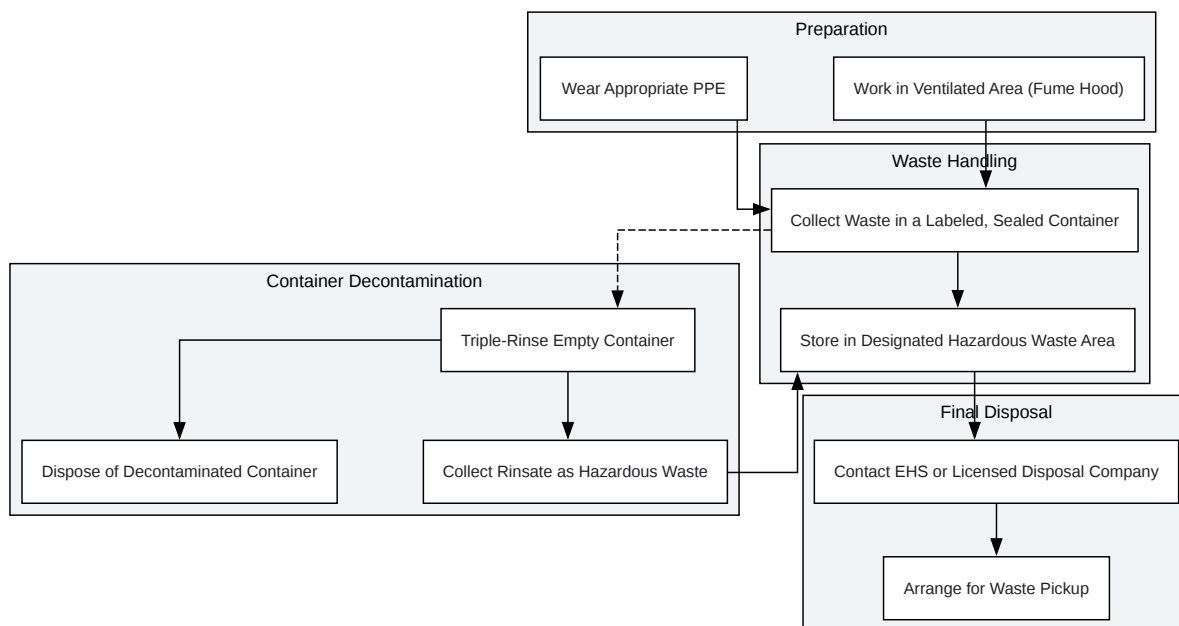 Preparation
Wear Appropriate PPE
Work in Ventilated Area (Fume Hood)
Waste Handling
Collect Waste in a Labeled, Sealed Container
Container Decontamination
Triple-Rinse Empty Container
Store in Designated Hazardous Waste Area
Final Disposal
Dispose of Decontaminated Container
Collect Rinsate as Hazardous Waste
Contact EHS or Licensed Disposal Company
Arrange for Waste Pickup